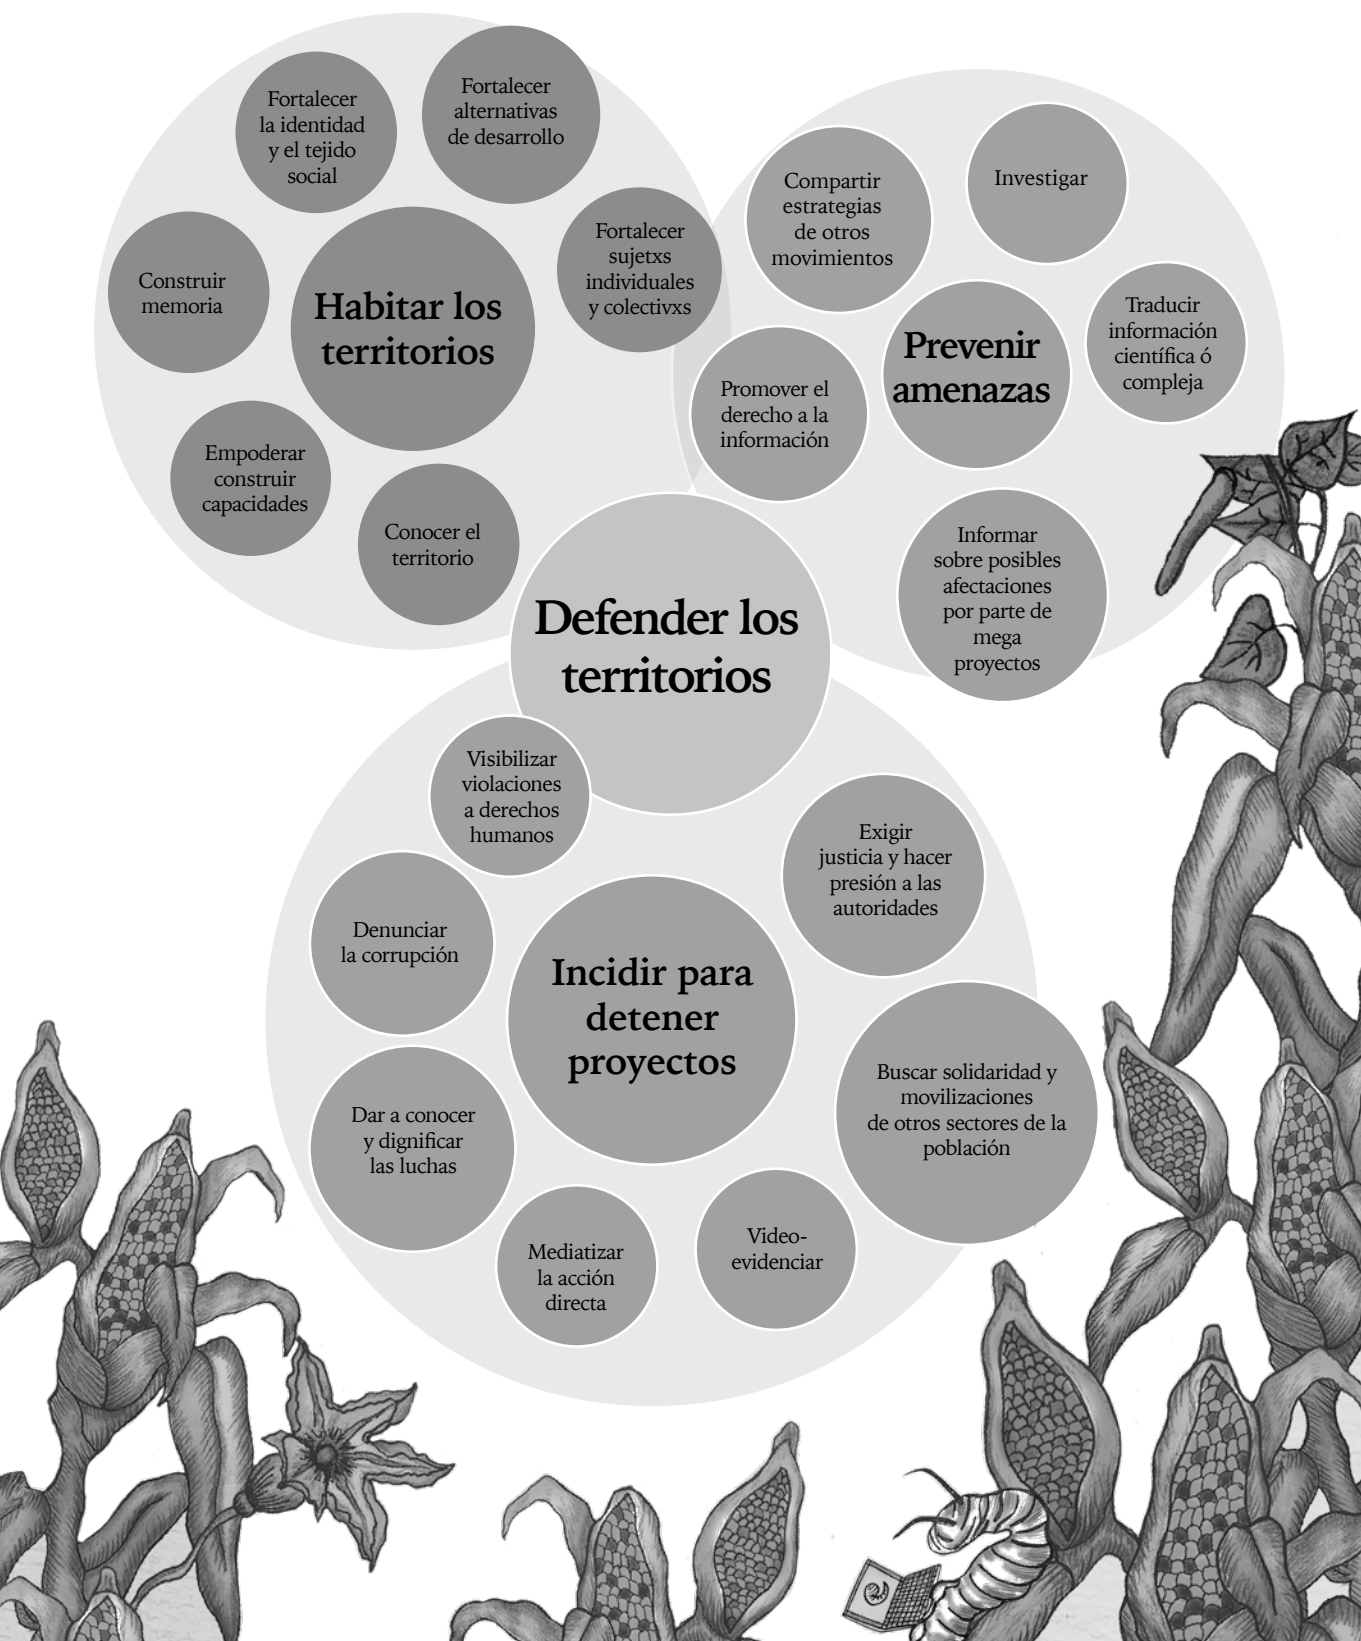 Fortalecer
la identidad
y el tejido
social
Fortalecer
alternativas
de desarrollo
Fortalecer
sujetxs
individuales
y colectivxs
Construir
memoria
Habitar los
territorios
Empoderar
construir
capacidades
Conocer el
territorio
Compartir
estrategias
de otros
movimientos
Investigar
Traducir
información
científica ó
compleja
Prevenir
amenazas
Promover el
derecho a la
información
Informar
sobre posibles
afectaciones
por parte de
mega
proyectos
Defender los
territorios
Visibilizar
violaciones
a derechos
humanos
Exigir
justicia y hacer
presión a las
autoridades
Denunciar
la corrupción
Incidir para
detener
proyectos
Buscar solidaridad y
movilizaciones
de otros sectores de la
población
Dar a conocer
y dignificar
las luchas
Mediatizar
la acción
directa
Video-
evidenciar